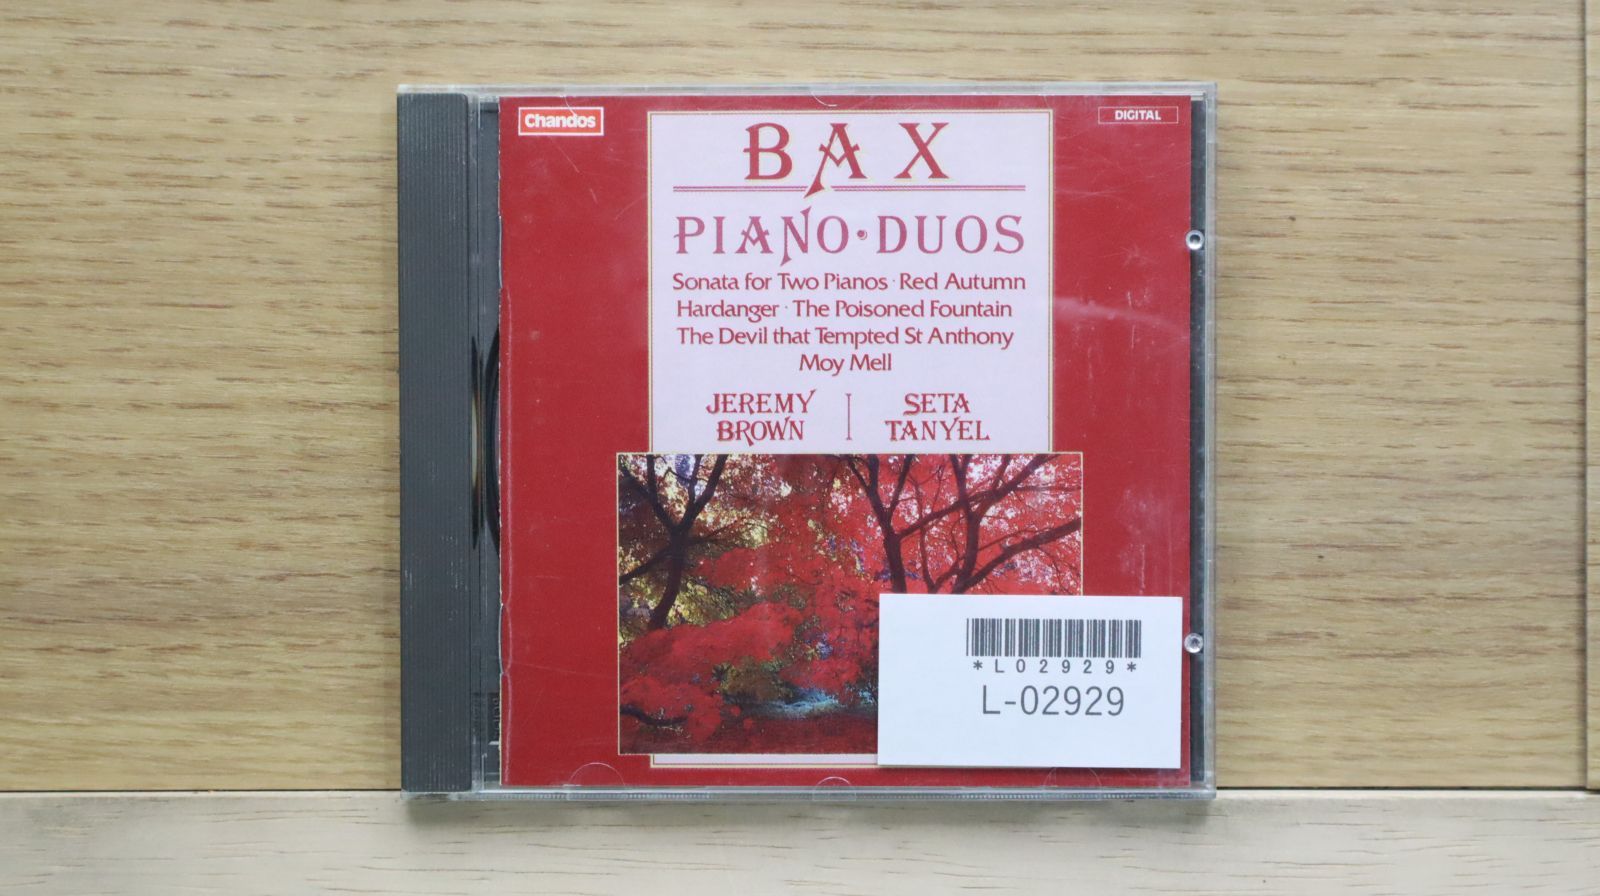 Chandos
DIGITAL
BAX
PIANO·DUOS
Sonata for Two Pianos · Red Autumn
Hardanger · The Poisoned Fountain
The Devil that Tempted St Anthony
Moy Mell
JEREMY BROWN
SETA TANYEL
*L02929*
L-02929